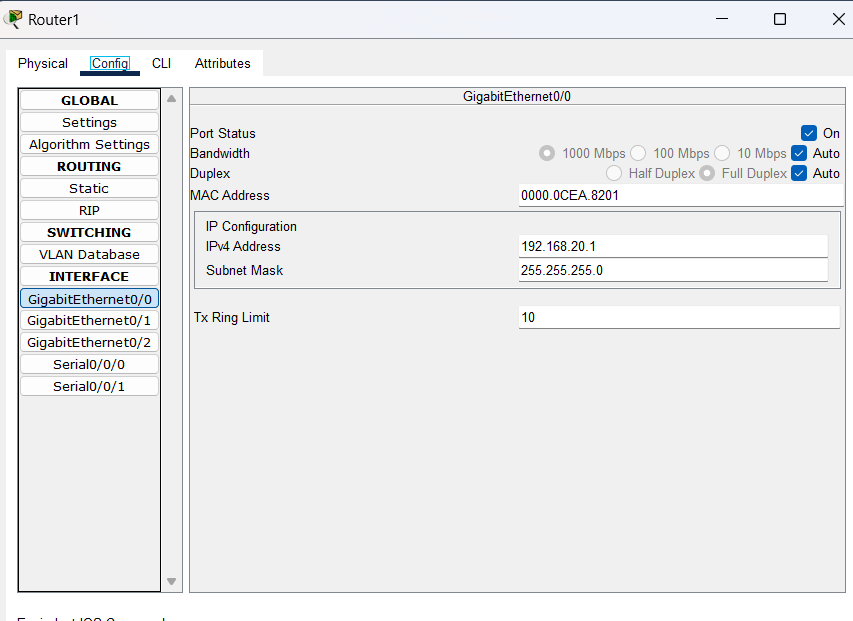 Router1
Physical Config CLI Attributes
GLOBAL
Settings
Algorithm Settings
ROUTING
Static
RIP
SWITCHING
VLAN Database
INTERFACE
GigabitEthernet0/0
GigabitEthernet0/1
GigabitEthernet0/2
Serial0/0/0
Serial0/0/1
GigabitEthernet0/0
Port Status On
Bandwidth 1000 Mbps 100 Mbps 10 Mbps Auto
Duplex Half Duplex Full Duplex Auto
MAC Address 0000.0CEA.8201
IP Configuration
IPv4 Address 192.168.20.1
Subnet Mask 255.255.255.0
Tx Ring Limit 10